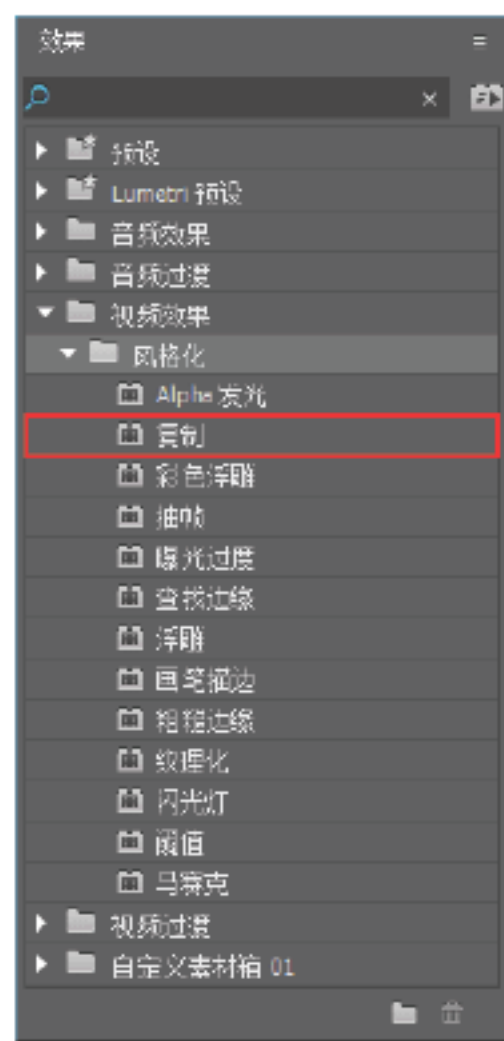 效果
预设
Lumetri 预设
音频效果
音频过渡
视频效果
风格化
Alpha 发光
复制
彩色浮雕
抽帧
曝光过度
查找边缘
浮雕
画笔描边
粗糙边缘
纹理化
闪光灯
阈值
马赛克
视频过渡
自定义素材箱 01